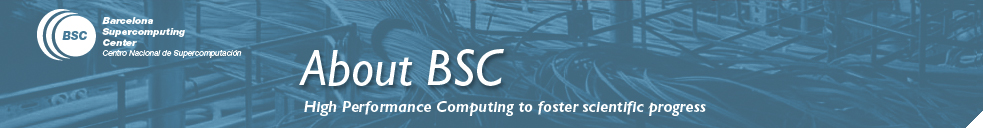 BSC
Barcelona
Supercomputing
Center
Centro Nacional de Supercomputación
About BSC
High Performance Computing to foster scientific progress